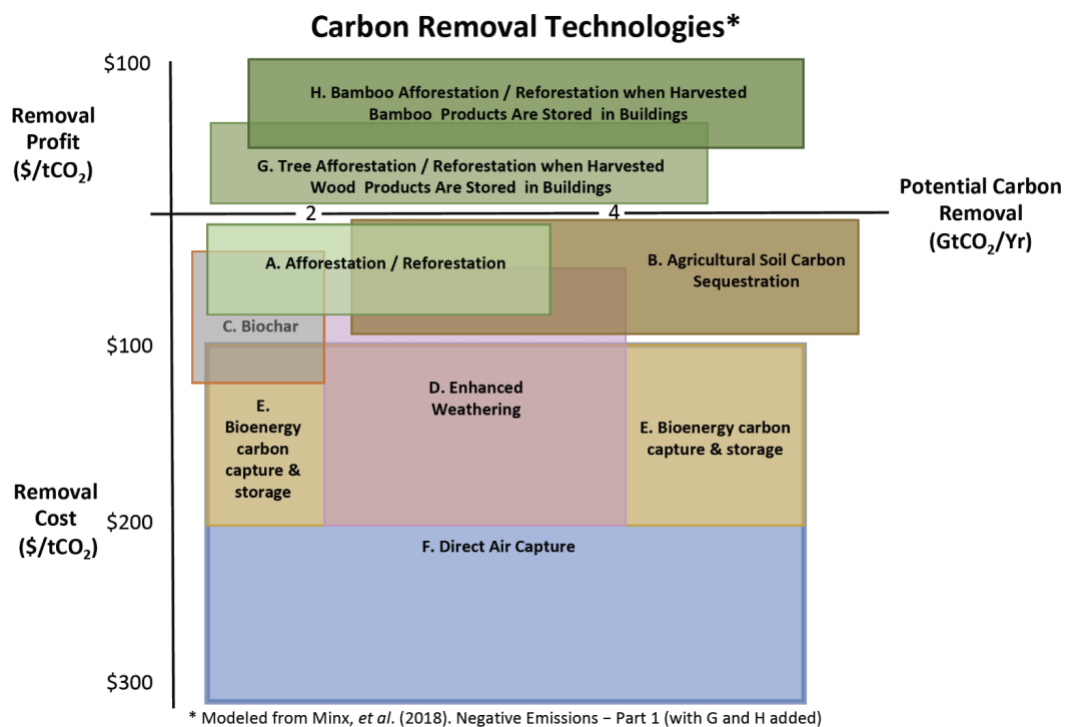 Carbon Removal Technologies*
$100
Removal
Profit
($/tCO₂)
H. Bamboo Afforestation / Reforestation when Harvested
Bamboo Products Are Stored in Buildings
G. Tree Afforestation / Reforestation when Harvested
Wood Products Are Stored in Buildings
2
4
Potential Carbon
Removal
(GtCO₂/Yr)
A. Afforestation / Reforestation
B. Agricultural Soil Carbon
Sequestration
C. Biochar
$100
D. Enhanced
Weathering
E.
Bioenergy
carbon
capture &
storage
E. Bioenergy carbon
capture & storage
Removal
Cost
($/tCO₂)
$200
F. Direct Air Capture
$300
* Modeled from Minx, et al. (2018). Negative Emissions – Part 1 (with G and H added)